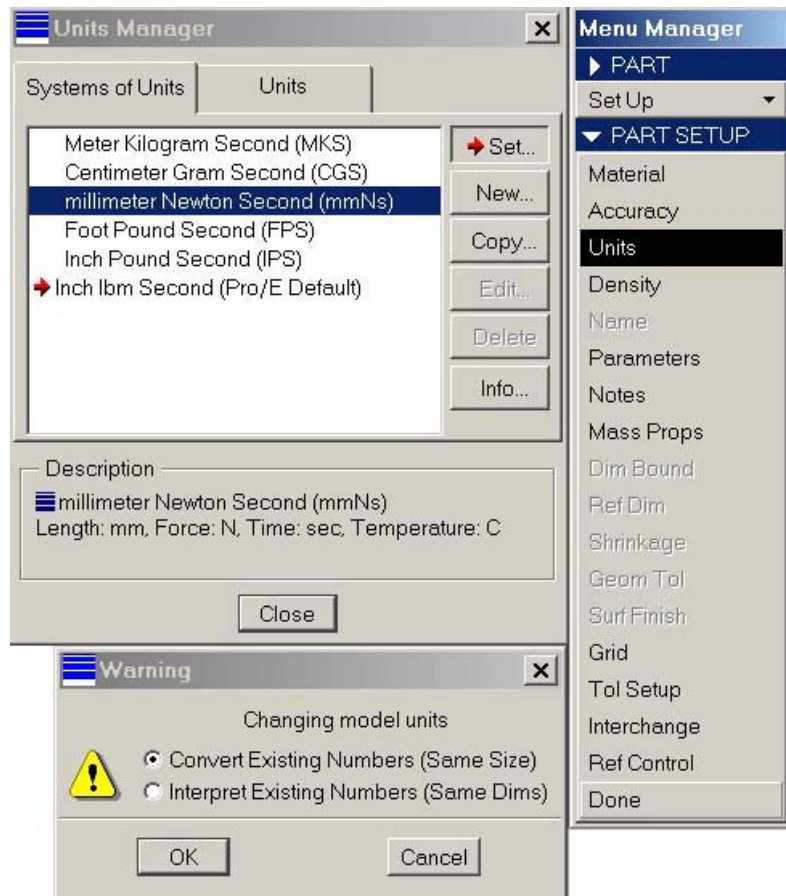 Units Manager
Systems of Units
Units
Meter Kilogram Second (MKS)
Centimeter Gram Second (CGS)
millimeter Newton Second (mmNs)
Foot Pound Second (FPS)
Inch Pound Second (IPS)
Inch lbm Second (Pro/E Default)
Set...
New...
Copy...
Edit...
Delete
Info...
Description
millimeter Newton Second (mmNs)
Length: mm, Force: N, Time: sec, Temperature: C
Close
Warning
Changing model units
Convert Existing Numbers (Same Size)
Interpret Existing Numbers (Same Dims)
OK
Cancel
Menu Manager
PART
Set Up
PART SETUP
Material
Accuracy
Units
Density
Name
Parameters
Notes
Mass Props
Dim Bound
Ref Dim
Shrinkage
Geom Tol
Surf Finish
Grid
Tol Setup
Interchange
Ref Control
Done